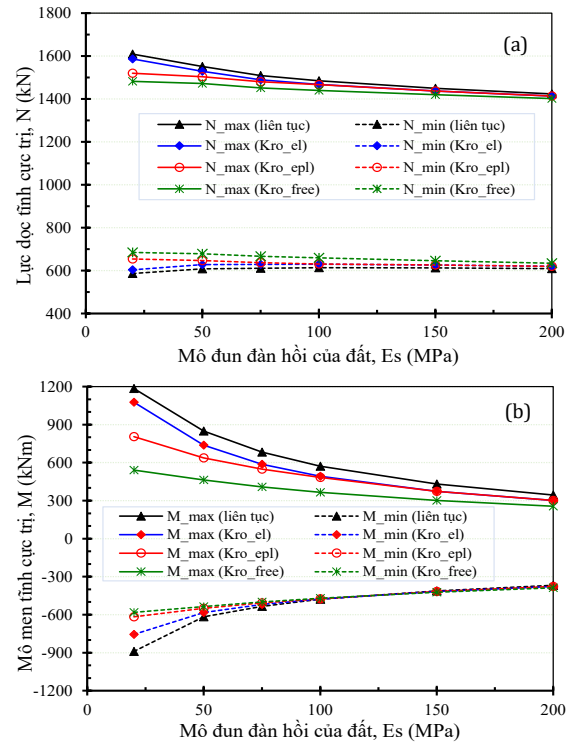 1800
1600
1400
1200
1000
800
600
400
(a)
Lực dọc tĩnh cực trị, N (kN)
N_max (liên tục)
N_min (liên tục)
N_max (Kro_el)
N_min (Kro_el)
N_max (Kro_epl)
N_min (Kro_epl)
N_max (Kro_free)
N_min (Kro_free)
0 50 100 150 200
Mô đun đàn hồi của đất, Es (MPa)
1200
900
600
300
0
-300
-600
-900
-1200
(b)
Mô men tĩnh cực trị, M (kNm)
M_max (liên tục)
M_min (liên tục)
M_max (Kro_el)
M_min (Kro_el)
M_max (Kro_epl)
M_min (Kro_epl)
M_max (Kro_free)
M_min (Kro_free)
0 50 100 150 200
Mô đun đàn hồi của đất, Es (MPa)